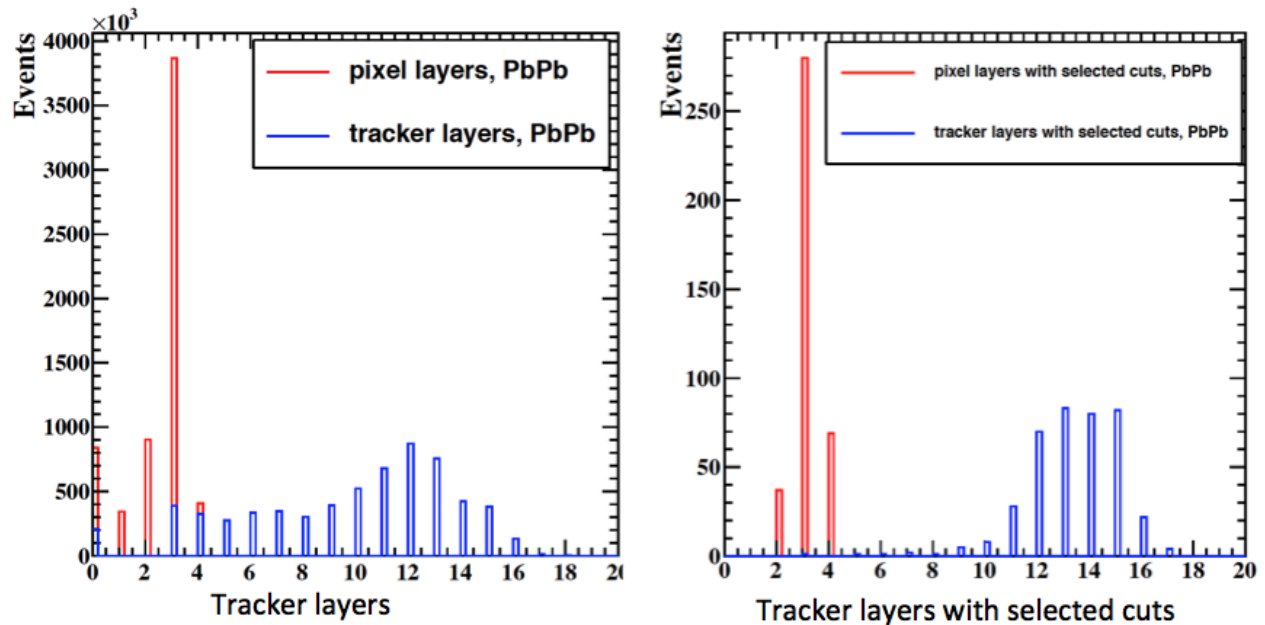 ×10³
Events
4000
3500
3000
2500
2000
1500
1000
500
0
pixel layers, PbPb
tracker layers, PbPb
0 2 4 6 8 10 12 14 16 18 20
Tracker layers
Events
250
200
150
100
50
0
pixel layers with selected cuts, PbPb
tracker layers with selected cuts, PbPb
0 2 4 6 8 10 12 14 16 18 20
Tracker layers with selected cuts